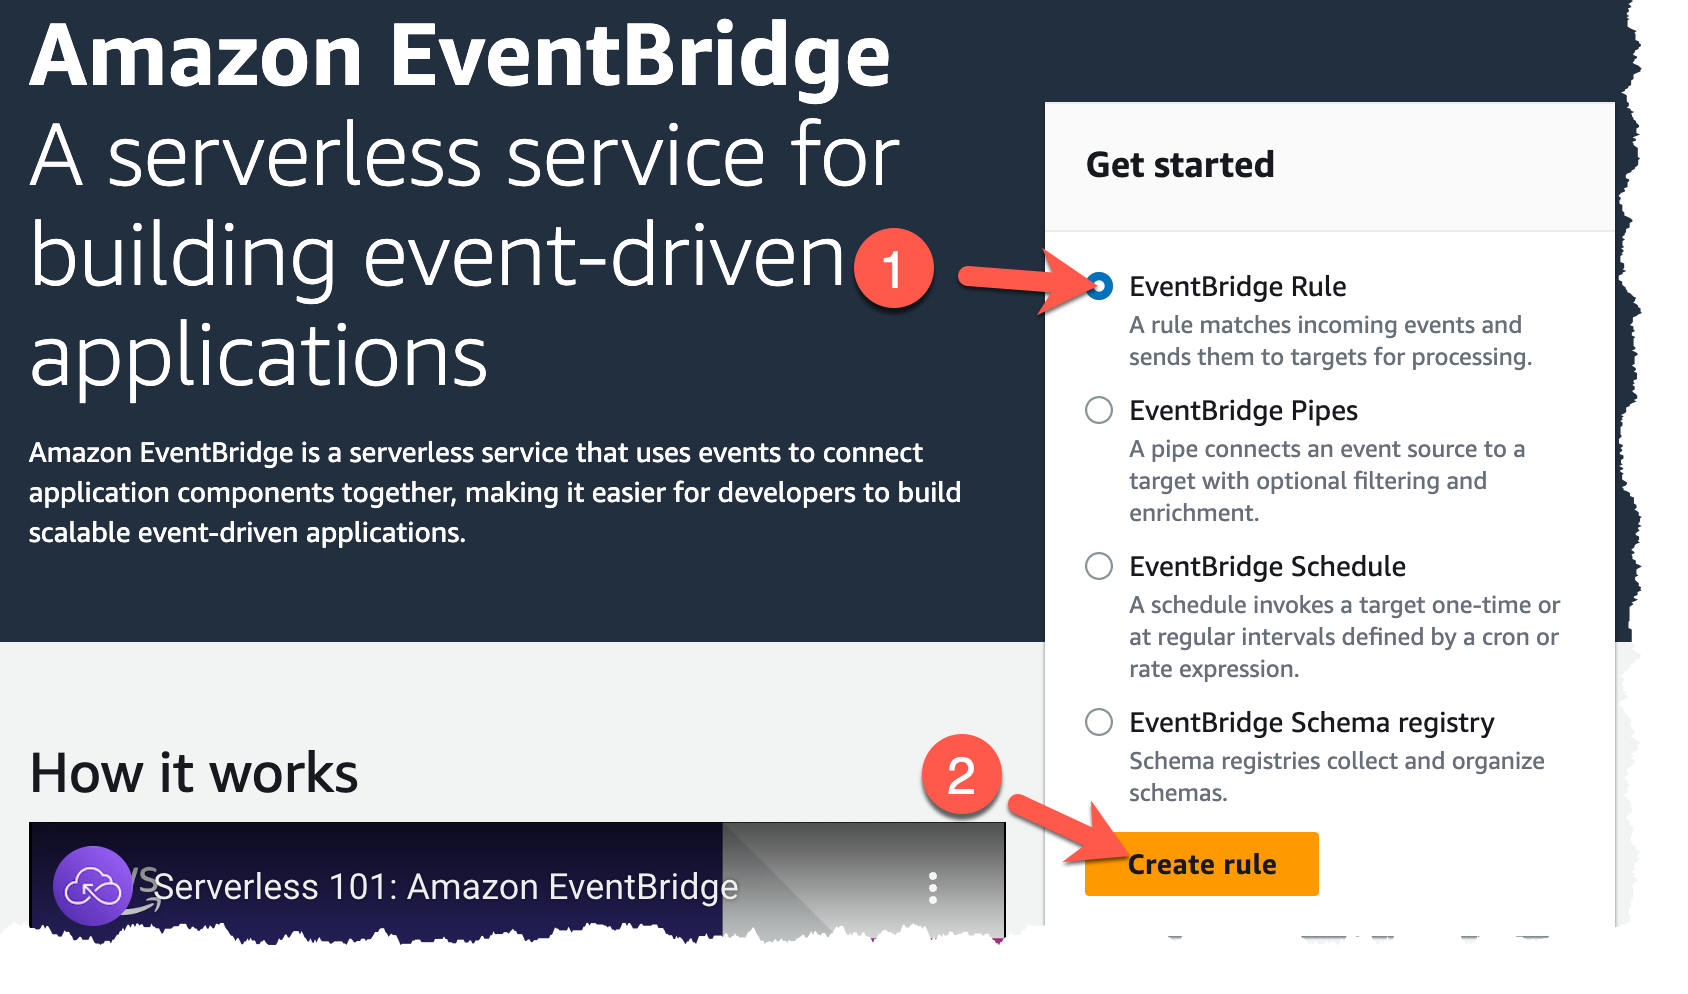 Amazon EventBridge
A serverless service for
building event-driven
applications
Amazon EventBridge is a serverless service that uses events to connect
application components together, making it easier for developers to build
scalable event-driven applications.
Get started
1
EventBridge Rule
A rule matches incoming events and
sends them to targets for processing.
EventBridge Pipes
A pipe connects an event source to a
target with optional filtering and
enrichment.
EventBridge Schedule
A schedule invokes a target one-time or
at regular intervals defined by a cron or
rate expression.
EventBridge Schema registry
Schema registries collect and organize
schemas.
2
Create rule
How it works
Serverless 101: Amazon EventBridge